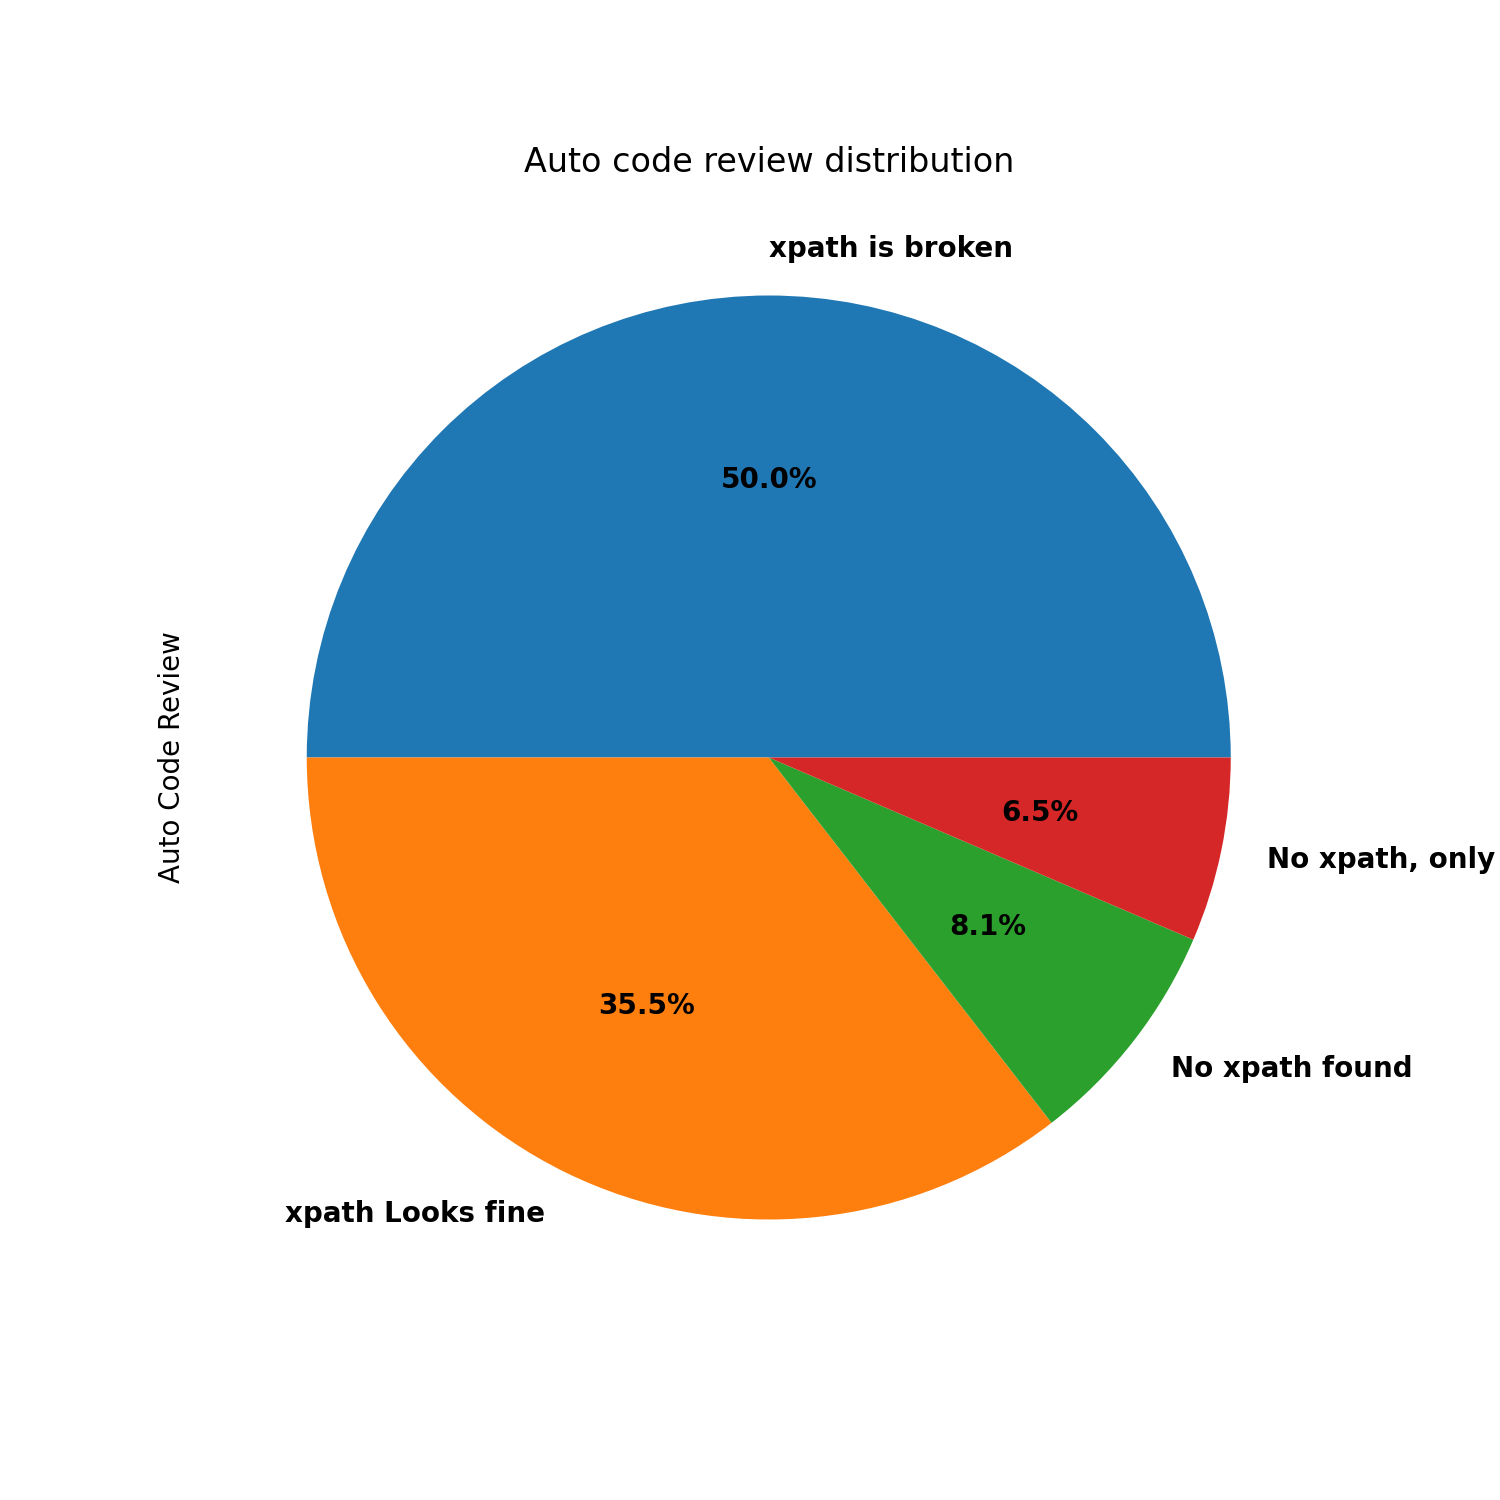 Auto code review distribution
xpath is broken
50.0%
Auto Code Review
6.5%
No xpath, only
8.1%
35.5%
No xpath found
xpath Looks fine